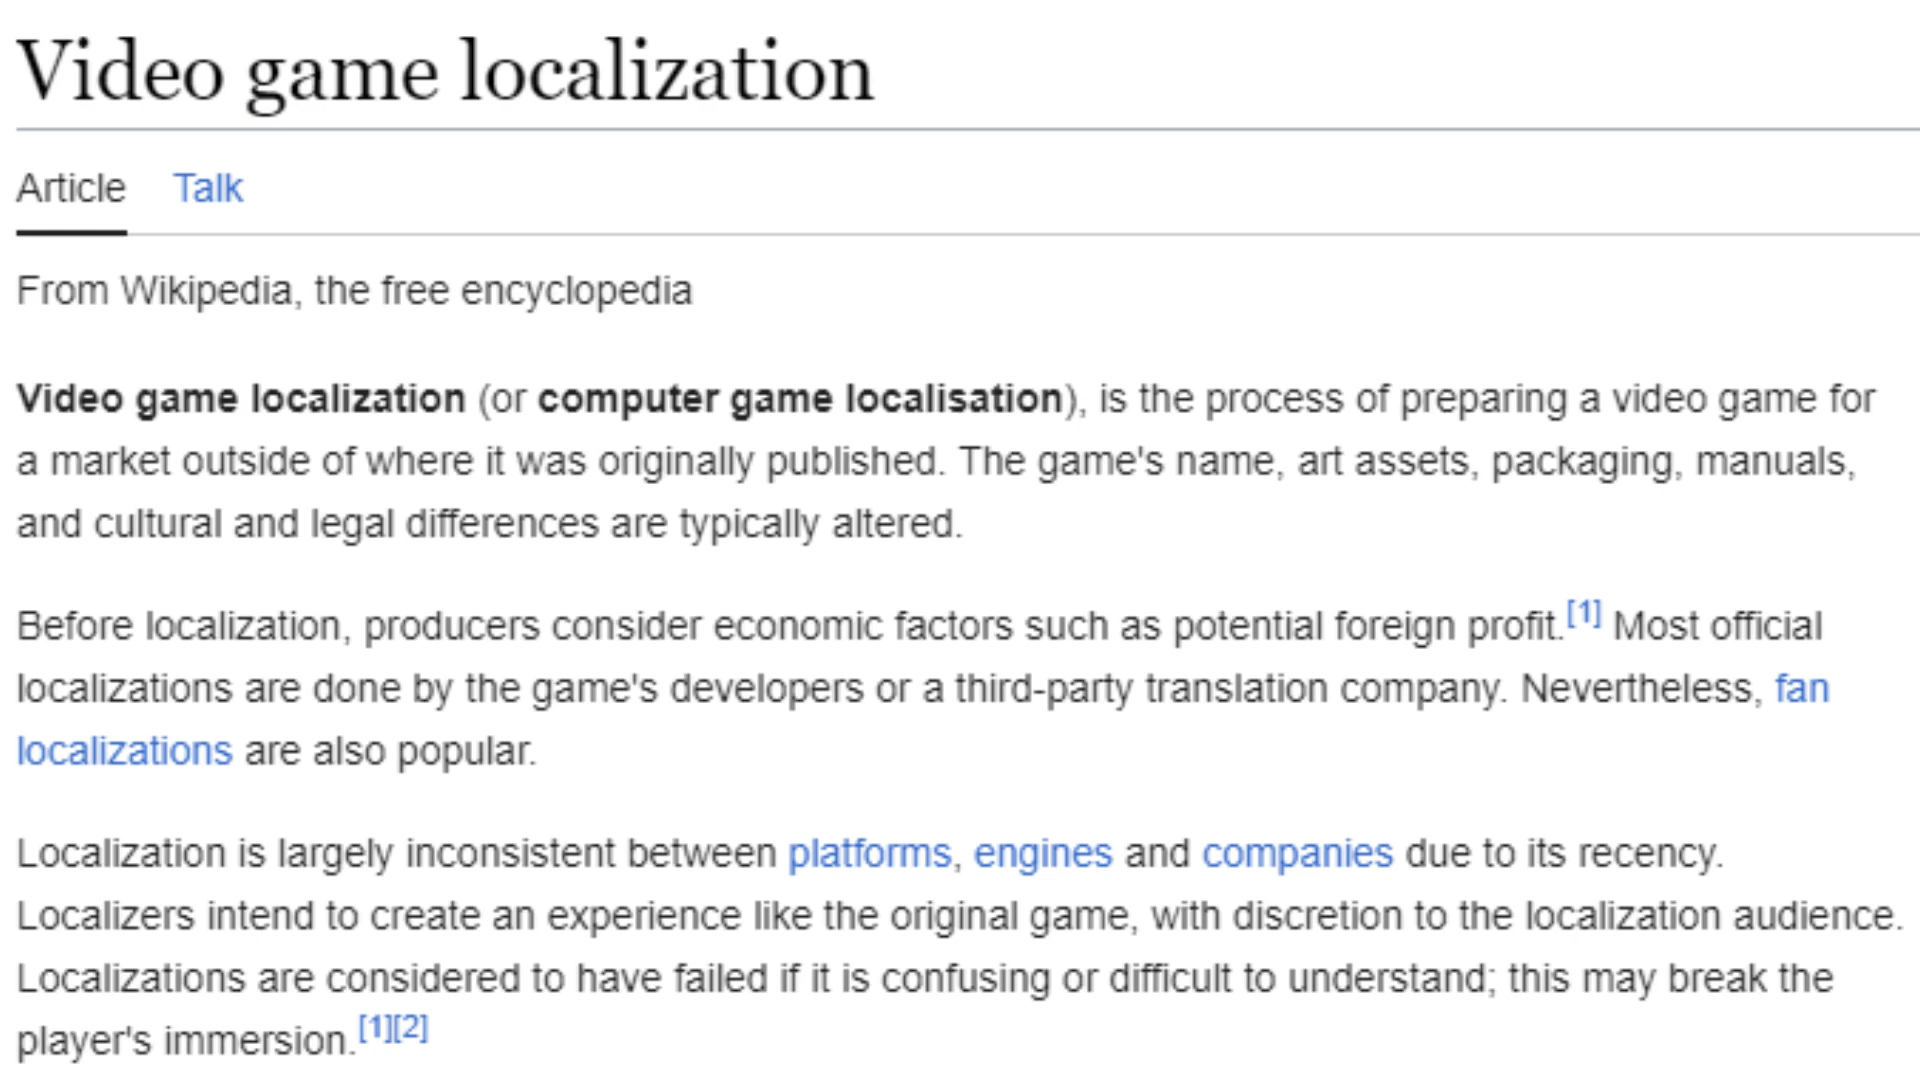 Video game localization
Article Talk
From Wikipedia, the free encyclopedia
Video game localization (or computer game localisation), is the process of preparing a video game for
a market outside of where it was originally published. The game's name, art assets, packaging, manuals,
and cultural and legal differences are typically altered.
Before localization, producers consider economic factors such as potential foreign profit.[1] Most official
localizations are done by the game's developers or a third-party translation company. Nevertheless, fan
localizations are also popular.
Localization is largely inconsistent between platforms, engines and companies due to its recency.
Localizers intend to create an experience like the original game, with discretion to the localization audience.
Localizations are considered to have failed if it is confusing or difficult to understand; this may break the
player's immersion.[1][2]